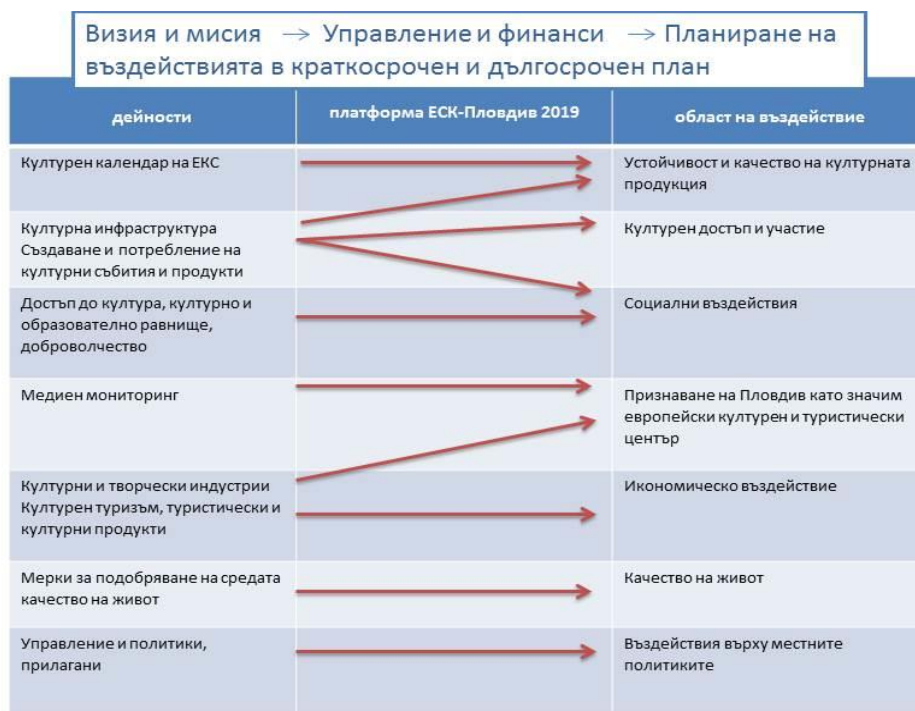 Визия и мисия → Управление и финанси → Планиране на
въздействията в краткосрочен и дългосрочен план
дейности
платформа ЕСК-Пловдив 2019
област на въздействие
Културен календар на ЕКС
Устойчивост и качество на културната
продукция
Културна инфраструктура
Създаване и потребление на
културни събития и продукти
Културен достъп и участие
Достъп до култура, културно и
образователно равнище,
доброволчество
Социални въздействия
Медиен мониторинг
Признаване на Пловдив като значим
европейски културен и туристически
център
Културни и творчески индустрии
Културен туризъм, туристически и
културни продукти
Икономическо въздействие
Мерки за подобряване на средата
качество на живот
Качество на живот
Управление и политики,
прилагани
Въздействия върху местните
политиките